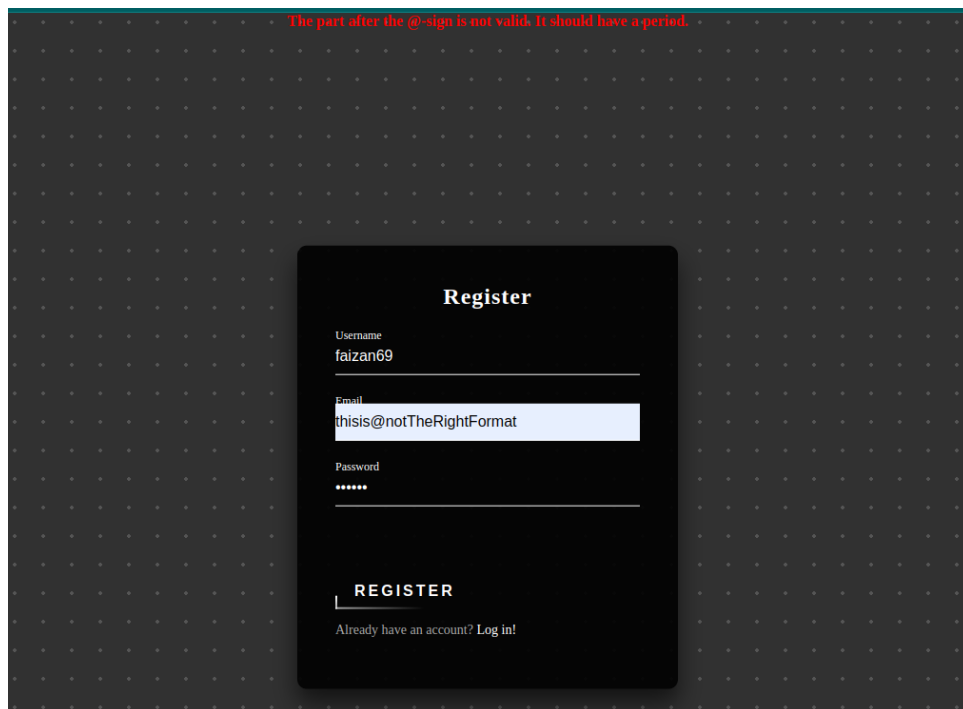 The part after the @-sign is not valid. It should have a period.
Register
Username
faizan69
Email
thisis@notTheRightFormat
Password
••••••
REGISTER
Already have an account? Log in!